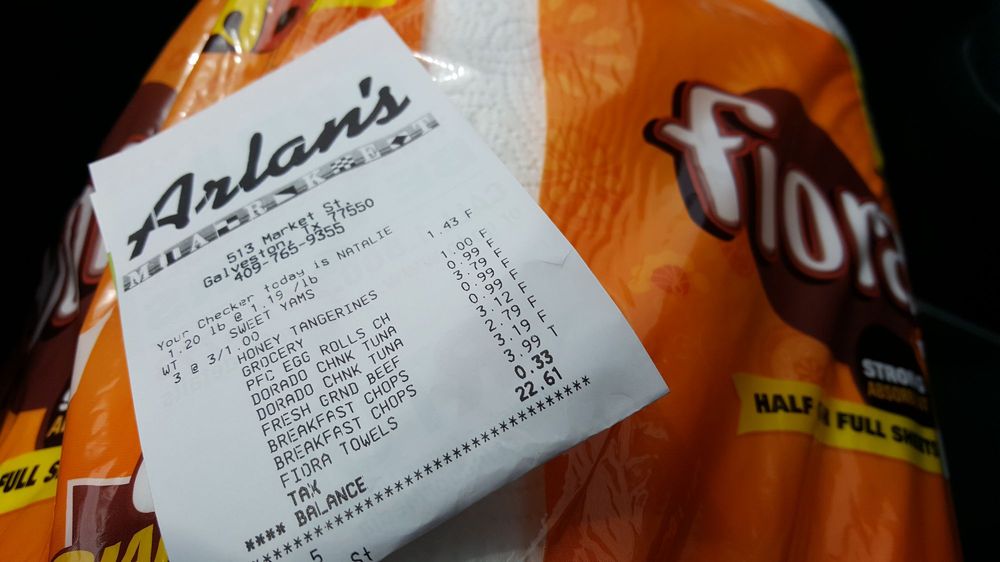 Arlan's
MARKET
513 Market St.
Galveston, TX 77550
409-765-9355
Your Checker today is NATALIE
1.20 lb @ 1.19 /lb
WT SWEET YAMS 1.43 F
3 @ 3/1.00
HONEY TANGERINES 1.00 F
GROCERY 0.99 F
PFC EGG ROLLS CH 3.79 F
DORADO CHNK TUNA 0.99 F
DORADO CHNK TUNA 0.99 F
FRESH GRND BEEF 3.12 F
BREAKFAST CHOPS 2.79 F
BREAKFAST CHOPS 3.19 F
FIORA TOWELS 3.99 T
TAX 0.33
**** BALANCE 22.61
fiora
STRONG
HALF N FULL SHEETS
FULL S